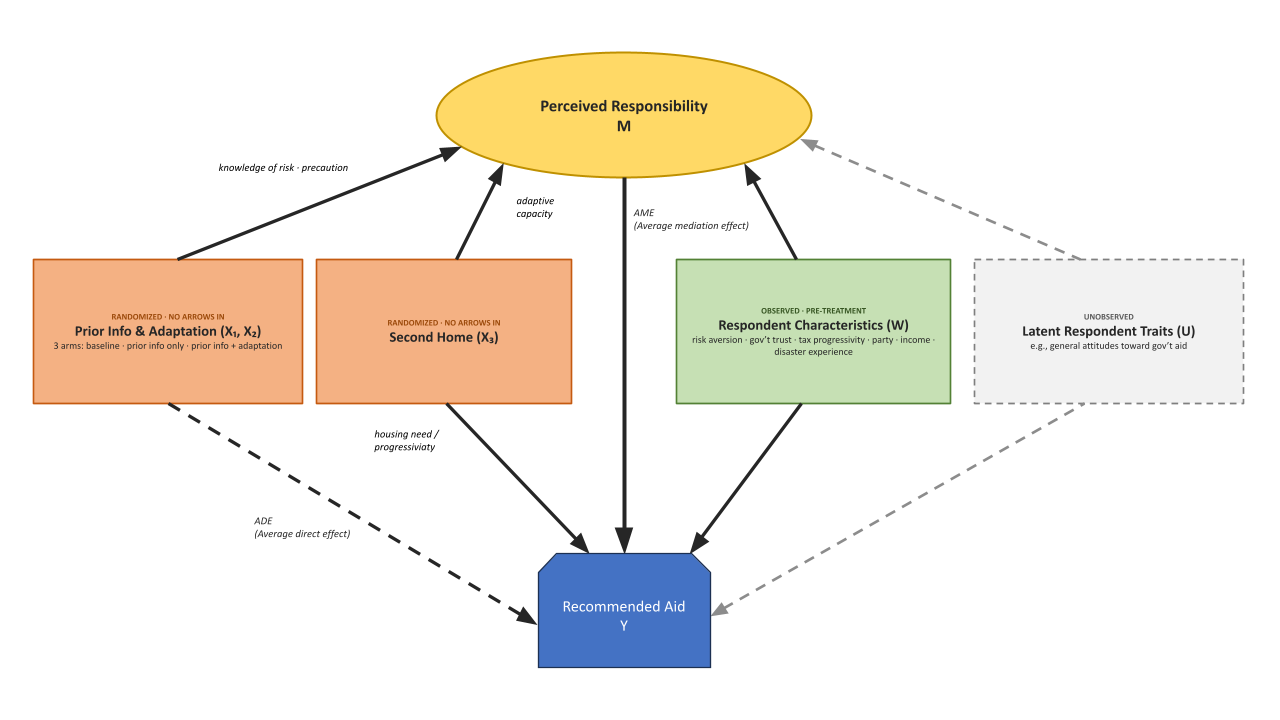 Perceived Responsibility
M
knowledge of risk · precaution
adaptive
capacity
AME
(Average mediation effect)
RANDOMIZED · NO ARROWS IN
Prior Info & Adaptation (X₁, X₂)
3 arms: baseline · prior info only · prior info + adaptation
RANDOMIZED · NO ARROWS IN
Second Home (X₃)
OBSERVED · PRE-TREATMENT
Respondent Characteristics (W)
risk aversion · gov’t trust · tax progressivity · party · income ·
disaster experience
UNOBSERVED
Latent Respondent Traits (U)
e.g., general attitudes toward gov’t aid
housing need /
progressiviaty
ADE
(Average direct effect)
Recommended Aid
Y